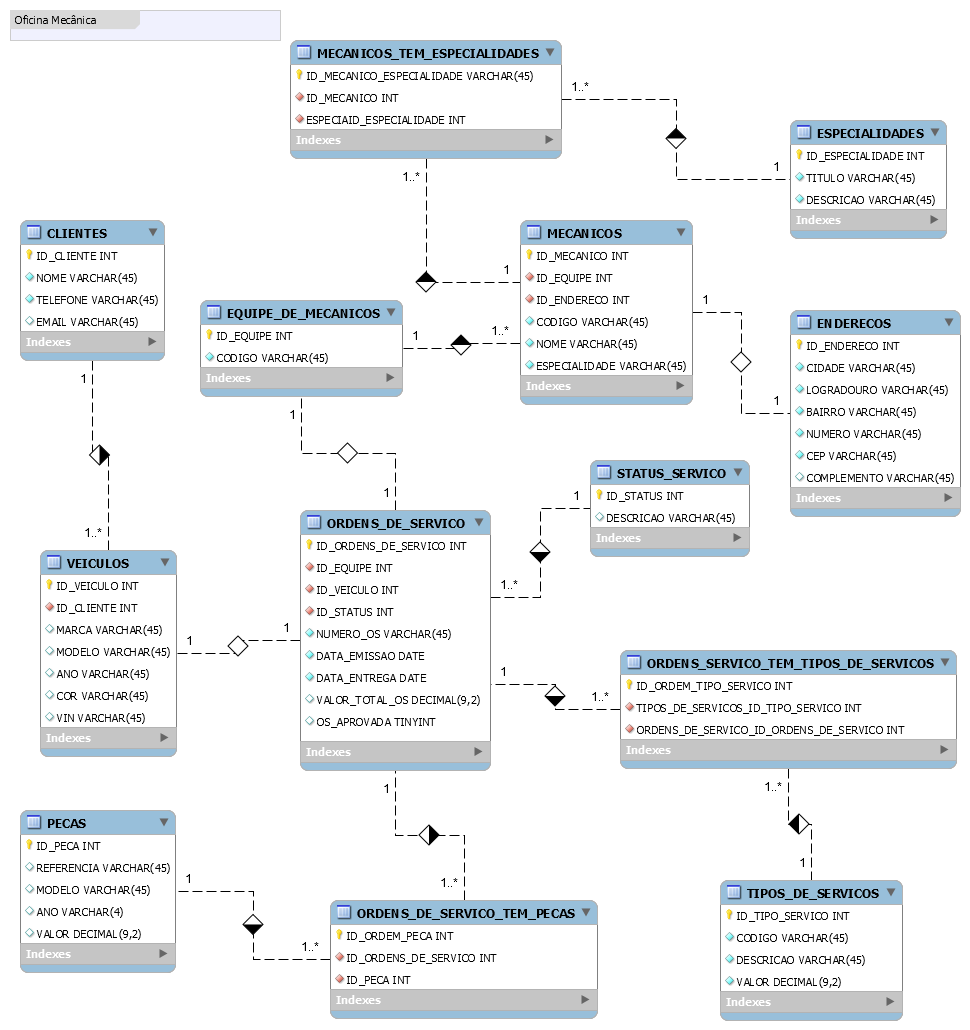 Oficina Mecânica
MECANICOS_TEM_ESPECIALIDADES
ID_MECANICO_ESPECIALIDADE VARCHAR(45)
ID_MECANICO INT
ESPECIAID_ESPECIALIDADE INT
Indexes
1..*
1
1..*
1
ESPECIALIDADES
ID_ESPECIALIDADE INT
TITULO VARCHAR(45)
DESCRICAO VARCHAR(45)
Indexes
CLIENTES
ID_CLIENTE INT
NOME VARCHAR(45)
TELEFONE VARCHAR(45)
EMAIL VARCHAR(45)
Indexes
1
1..*
MECANICOS
ID_MECANICO INT
ID_EQUIPE INT
ID_ENDERECO INT
CODIGO VARCHAR(45)
NOME VARCHAR(45)
ESPECIALIDADE VARCHAR(45)
Indexes
1
1
EQUIPE_DE_MECANICOS
ID_EQUIPE INT
CODIGO VARCHAR(45)
Indexes
1
1..*
1
1
ENDERECOS
ID_ENDERECO INT
CIDADE VARCHAR(45)
LOGRADOURO VARCHAR(45)
BAIRRO VARCHAR(45)
NUMERO VARCHAR(45)
CEP VARCHAR(45)
COMPLEMENTO VARCHAR(45)
Indexes
STATUS_SERVICO
ID_STATUS INT
DESCRICAO VARCHAR(45)
Indexes
1
1..*
ORDENS_DE_SERVICO
ID_ORDENS_DE_SERVICO INT
ID_EQUIPE INT
ID_VEICULO INT
ID_STATUS INT
NUMERO_OS VARCHAR(45)
DATA_EMISSAO DATE
DATA_ENTREGA DATE
VALOR_TOTAL_OS DECIMAL(9,2)
OS_APROVADA TINYINT
Indexes
VEICULOS
ID_VEICULO INT
ID_CLIENTE INT
MARCA VARCHAR(45)
MODELO VARCHAR(45)
ANO VARCHAR(45)
COR VARCHAR(45)
VIN VARCHAR(45)
Indexes
1
1
1
1..*
ORDENS_SERVICO_TEM_TIPOS_DE_SERVICOS
ID_ORDEM_TIPO_SERVICO INT
TIPOS_DE_SERVICOS_ID_TIPO_SERVICO INT
ORDENS_DE_SERVICO_ID_ORDENS_DE_SERVICO INT
Indexes
1..*
1
PECAS
ID_PECA INT
REFERENCIA VARCHAR(45)
MODELO VARCHAR(45)
ANO VARCHAR(4)
VALOR DECIMAL(9,2)
Indexes
1
1..*
1
1..*
ORDENS_DE_SERVICO_TEM_PECAS
ID_ORDEM_PECA INT
ID_ORDENS_DE_SERVICO INT
ID_PECA INT
Indexes
TIPOS_DE_SERVICOS
ID_TIPO_SERVICO INT
CODIGO VARCHAR(45)
DESCRICAO VARCHAR(45)
VALOR DECIMAL(9,2)
Indexes